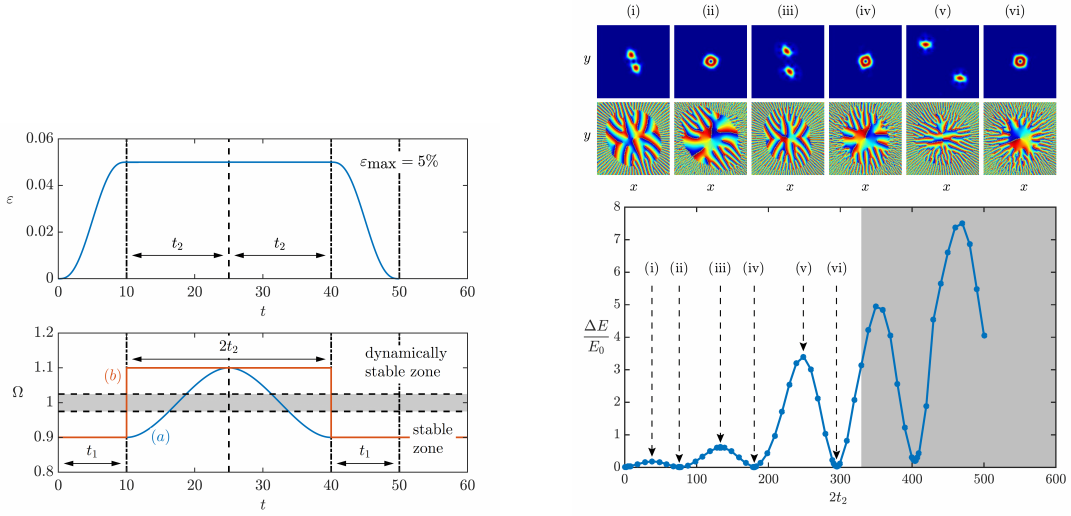 0.06
0.04
0.02
0
ε
εmax = 5%
t2
t2
0 10 20 30 40 50 60
t
1.2
1.1
1
0.9
0.8
Ω
2t2
dynamically
stable zone
(b)
(a)
stable
zone
t1
t1
0 10 20 30 40 50 60
t
(i) (ii) (iii) (iv) (v) (vi)
y
y
x x x x x x
8
7
6
5
4
3
2
1
0
ΔE
E0
(i) (ii) (iii) (iv) (v) (vi)
0 100 200 300 400 500 600
2t2